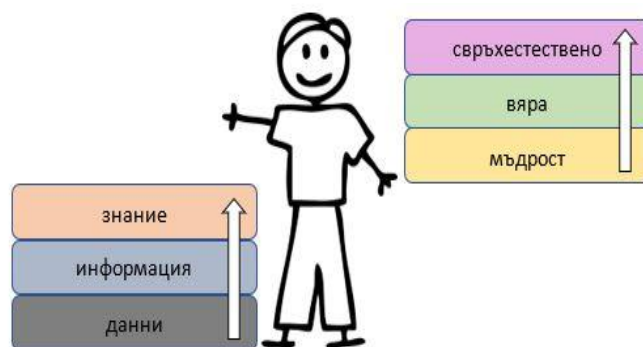 свръхестествено
вяра
мъдрост
знание
информация
данни